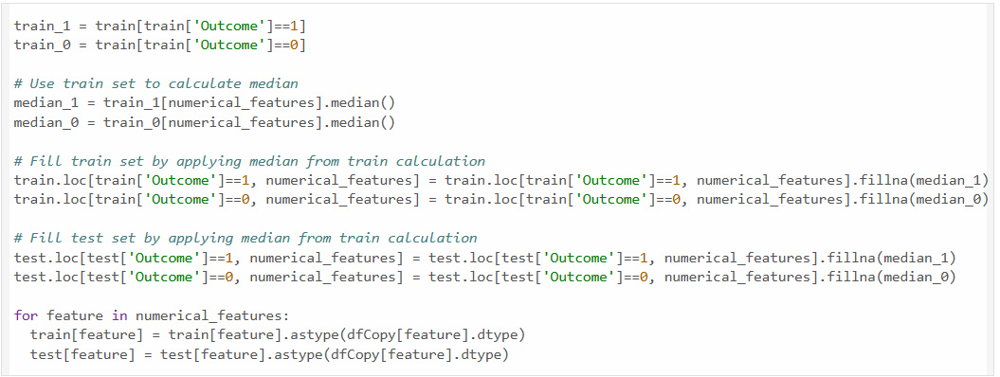 train_1 = train[train['Outcome']==1]
train_0 = train[train['Outcome']==0]

# Use train set to calculate median
median_1 = train_1[numerical_features].median()
median_0 = train_0[numerical_features].median()

# Fill train set by applying median from train calculation
train.loc[train['Outcome']==1, numerical_features] = train.loc[train['Outcome']==1, numerical_features].fillna(median_1)
train.loc[train['Outcome']==0, numerical_features] = train.loc[train['Outcome']==0, numerical_features].fillna(median_0)

# Fill test set by applying median from train calculation
test.loc[test['Outcome']==1, numerical_features] = test.loc[test['Outcome']==1, numerical_features].fillna(median_1)
test.loc[test['Outcome']==0, numerical_features] = test.loc[test['Outcome']==0, numerical_features].fillna(median_0)

for feature in numerical_features:
  train[feature] = train[feature].astype(dfCopy[feature].dtype)
  test[feature] = test[feature].astype(dfCopy[feature].dtype)